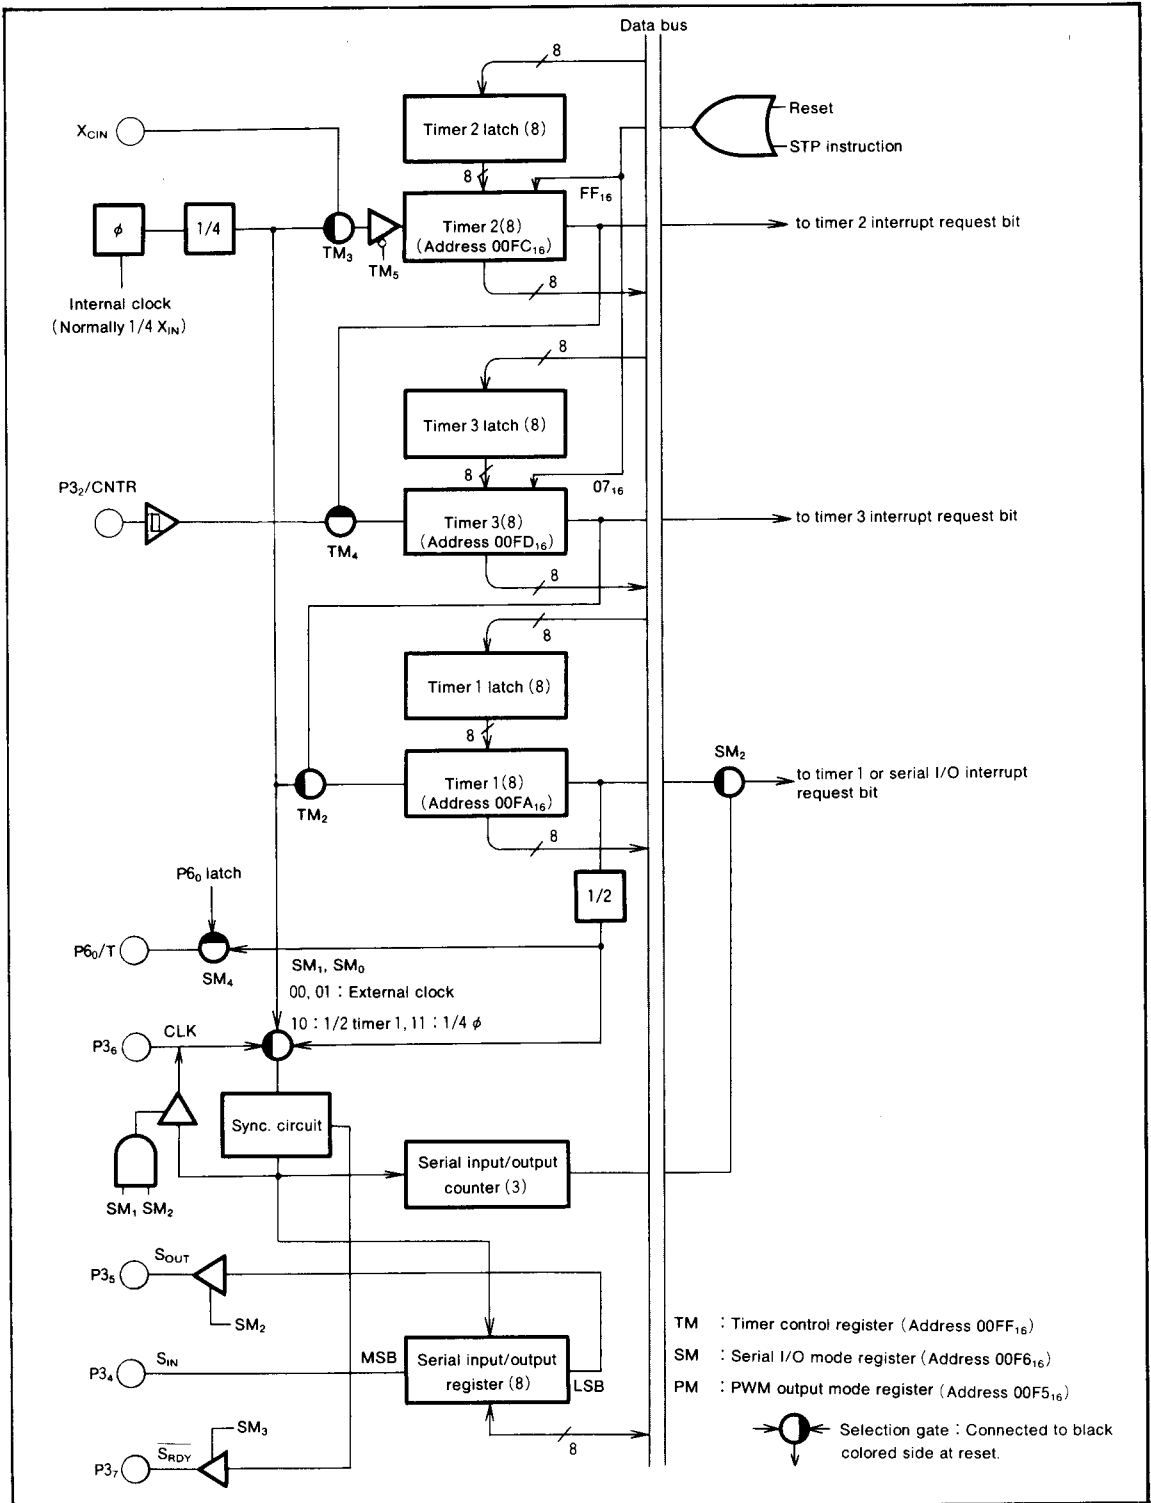 Data bus
8
Timer 2 latch (8)
Reset
STP instruction
X_CIN
8
FF₁₆
φ
1/4
TM₃
TM₅
Timer 2(8)
(Address 00FC₁₆)
to timer 2 interrupt request bit
8
Internal clock
(Normally 1/4 X_IN)
8
Timer 3 latch (8)
8
07₁₆
P3₂/CNTR
TM₄
Timer 3(8)
(Address 00FD₁₆)
to timer 3 interrupt request bit
8
8
Timer 1 latch (8)
8
SM₂
TM₂
Timer 1(8)
(Address 00FA₁₆)
to timer 1 or serial I/O interrupt
request bit
8
P6₀ latch
1/2
P6₀/T
SM₄
SM₁, SM₀
00, 01 : External clock
10 : 1/2 timer 1, 11 : 1/4 φ
CLK
P3₆
Sync. circuit
Serial input/output
counter (3)
SM₁ SM₂
S_OUT
P3₅
SM₂
S_IN
P3₄
MSB
Serial input/output
register (8)
LSB
8
SM₃
S_RDY
P3₇
TM : Timer control register (Address 00FF₁₆)
SM : Serial I/O mode register (Address 00F6₁₆)
PM : PWM output mode register (Address 00F5₁₆)
Selection gate : Connected to black
colored side at reset.